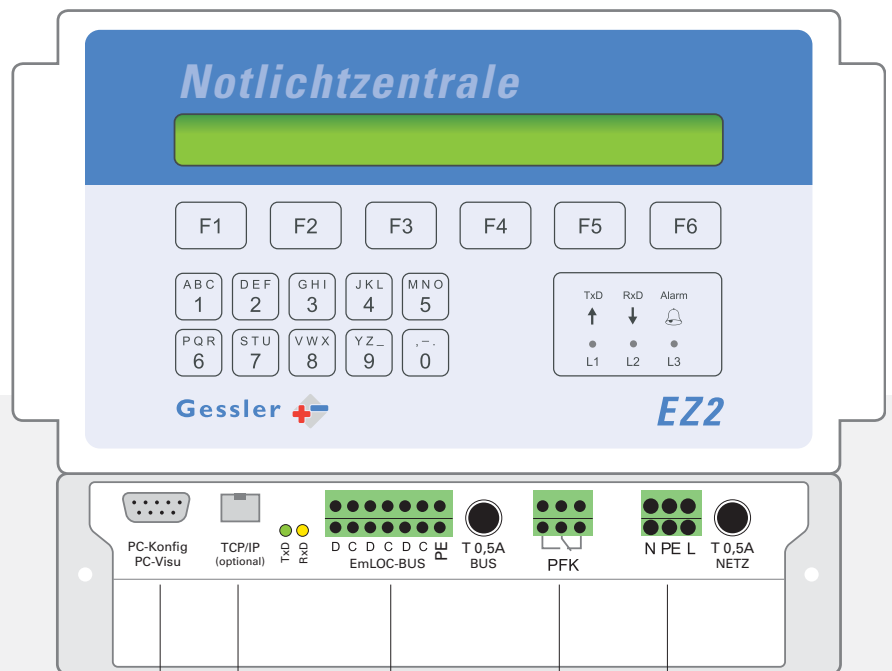 Notlichtzentrale
F1 F2 F3 F4 F5 F6
ABC DEF GHI JKL MNO
1 2 3 4 5
PQR STU VWX YZ_ ,–.
6 7 8 9 0
TxD RxD Alarm
L1 L2 L3
Gessler
EZ2
PC-Konfig
PC-Visu
TCP/IP
(optional)
TxD
RxD
D C D C D C PE
EmLOC-BUS
T 0,5A
BUS
PFK
N PE L
T 0,5A
NETZ